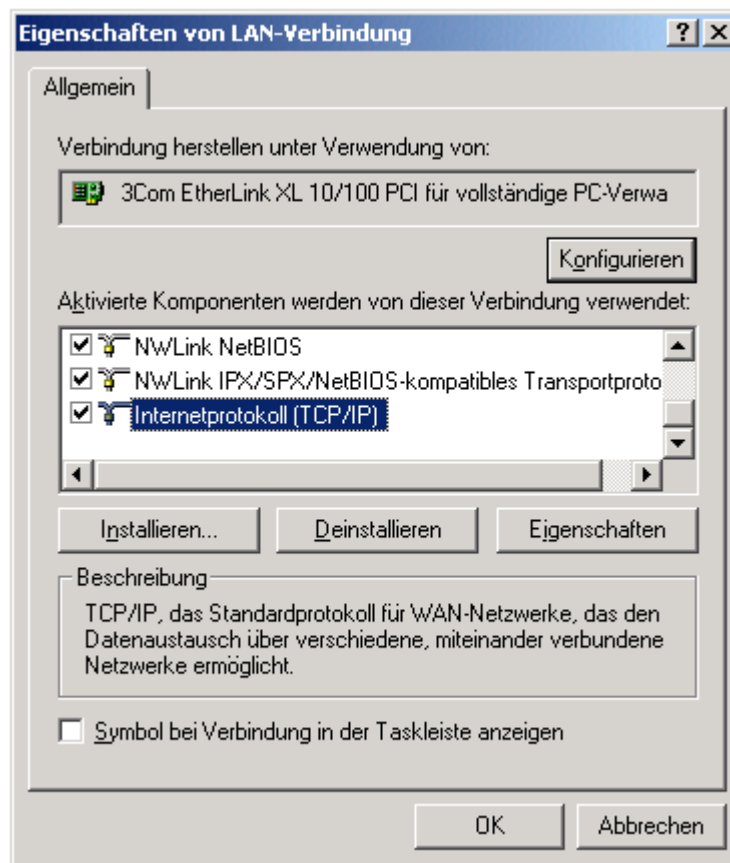 Eigenschaften von LAN-Verbindung
Allgemein
Verbindung herstellen unter Verwendung von:
3Com EtherLink XL 10/100 PCI für vollständige PC-Verwa
Konfigurieren
Aktivierte Komponenten werden von dieser Verbindung verwendet:
NWLink NetBIOS
NWLink IPX/SPX/NetBIOS-kompatibles Transportproto
Internetprotokoll (TCP/IP)
Installieren... Deinstallieren Eigenschaften
Beschreibung
TCP/IP, das Standardprotokoll für WAN-Netzwerke, das den
Datenaustausch über verschiedene, miteinander verbundene
Netzwerke ermöglicht.
Symbol bei Verbindung in der Taskleiste anzeigen
OK Abbrechen